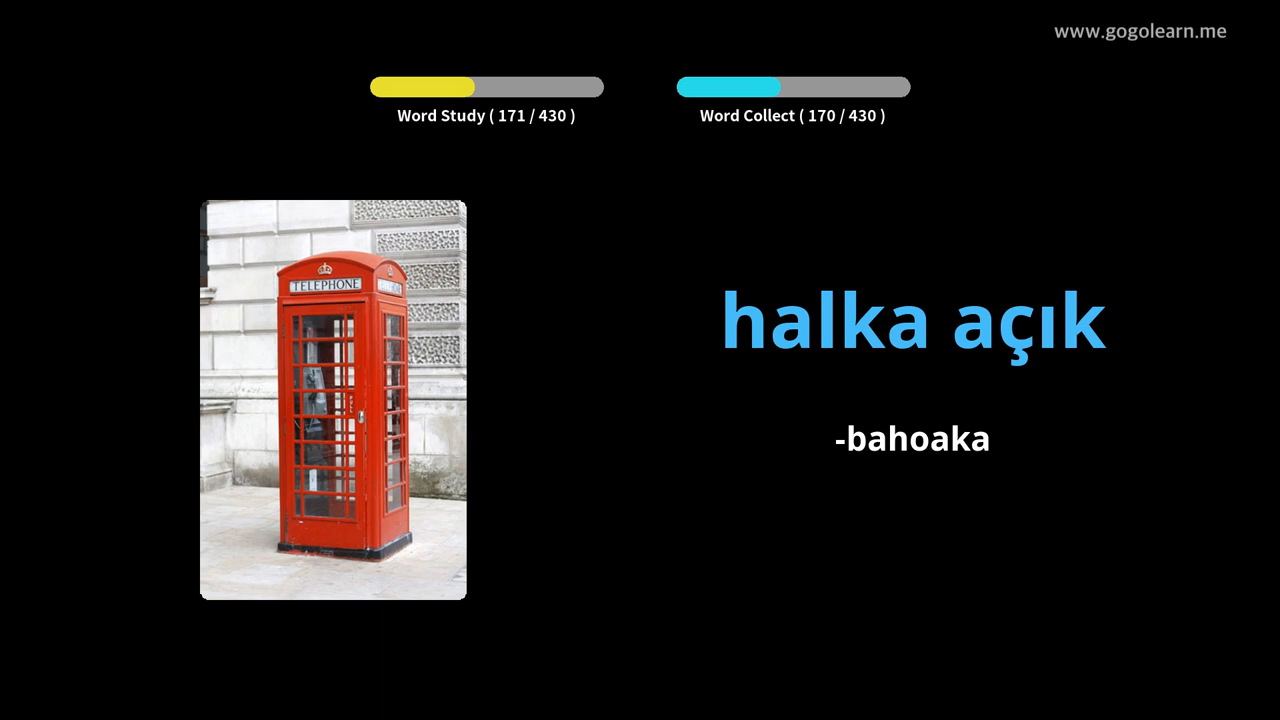 www.gogolearn.me
Word Study ( 171 / 430 )
Word Collect ( 170 / 430 )
TELEPHONE
halka açık
-bahoaka